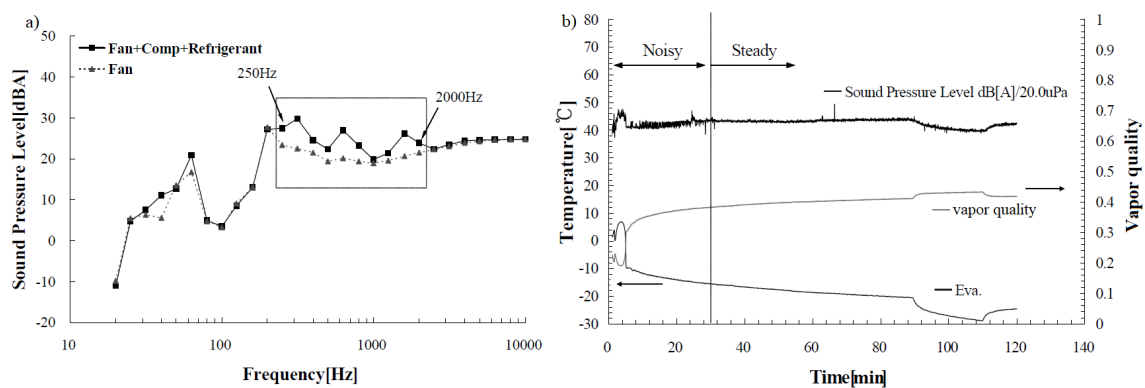 a)
Fan+Comp+Refrigerant
Fan
250Hz
2000Hz
Sound Pressure Level[dBA]
50
40
30
20
10
0
-10
-20
10
100
1000
10000
Frequency[Hz]
b)
Noisy
Steady
Sound Pressure Level dB[A]/20.0uPa
vapor quality
Eva.
Temperature[℃]
80
70
60
50
40
30
20
10
0
-10
-20
-30
0
20
40
60
80
100
120
140
Time[min]
1
0.9
0.8
0.7
0.6
0.5
0.4
0.3
0.2
0.1
0
Vapor quality